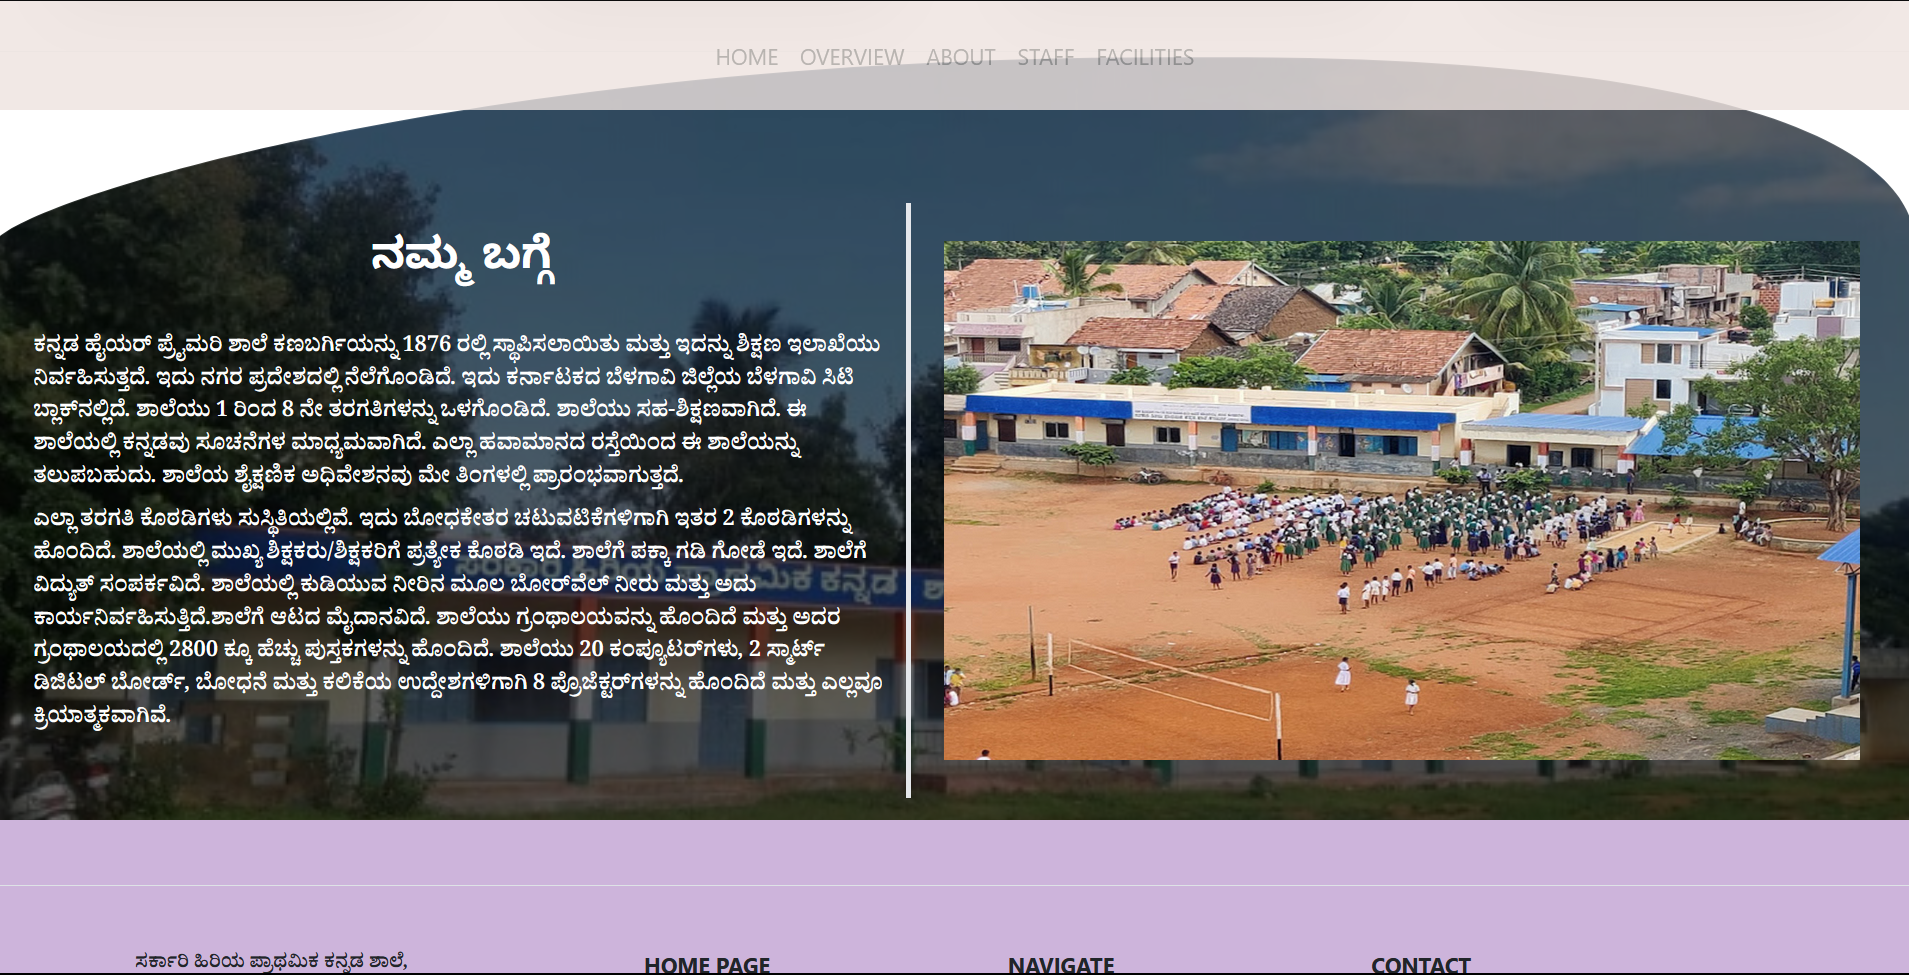 HOME OVERVIEW ABOUT STAFF FACILITIES
ನಮ್ಮ ಬಗ್ಗೆ
ಕನ್ನಡ ಹೈಯರ್ ಪ್ರೈಮರಿ ಶಾಲೆ ಕಣಬರ್ಗಿಯನ್ನು 1876 ರಲ್ಲಿ ಸ್ಥಾಪಿಸಲಾಯಿತು ಮತ್ತು ಇದನ್ನು ಶಿಕ್ಷಣ ಇಲಾಖೆಯು
ನಿರ್ವಹಿಸುತ್ತದೆ. ಇದು ನಗರ ಪ್ರದೇಶದಲ್ಲಿ ನೆಲೆಗೊಂಡಿದೆ. ಇದು ಕರ್ನಾಟಕದ ಬೆಳಗಾವಿ ಜಿಲ್ಲೆಯ ಬೆಳಗಾವಿ ಸಿಟಿ
ಬ್ಲಾಕ್‌ನಲ್ಲಿದೆ. ಶಾಲೆಯು 1 ರಿಂದ 8 ನೇ ತರಗತಿಗಳನ್ನು ಒಳಗೊಂಡಿದೆ. ಶಾಲೆಯು ಸಹ-ಶಿಕ್ಷಣವಾಗಿದೆ. ಈ
ಶಾಲೆಯಲ್ಲಿ ಕನ್ನಡವು ಸೂಚನೆಗಳ ಮಾಧ್ಯಮವಾಗಿದೆ. ಎಲ್ಲಾ ಹವಾಮಾನದ ರಸ್ತೆಯಿಂದ ಈ ಶಾಲೆಯನ್ನು
ತಲುಪಬಹುದು. ಶಾಲೆಯ ಶೈಕ್ಷಣಿಕ ಅಧಿವೇಶನವು ಮೇ ತಿಂಗಳಲ್ಲಿ ಪ್ರಾರಂಭವಾಗುತ್ತದೆ.
ಎಲ್ಲಾ ತರಗತಿ ಕೊಠಡಿಗಳು ಸುಸ್ಥಿತಿಯಲ್ಲಿವೆ. ಇದು ಬೋಧಕೇತರ ಚಟುವಟಿಕೆಗಳಿಗಾಗಿ ಇತರ 2 ಕೊಠಡಿಗಳನ್ನು
ಹೊಂದಿದೆ. ಶಾಲೆಯಲ್ಲಿ ಮುಖ್ಯ ಶಿಕ್ಷಕರು/ಶಿಕ್ಷಕರಿಗೆ ಪ್ರತ್ಯೇಕ ಕೊಠಡಿ ಇದೆ. ಶಾಲೆಗೆ ಪಕ್ಕಾ ಗಡಿ ಗೋಡೆ ಇದೆ. ಶಾಲೆಗೆ
ವಿದ್ಯುತ್ ಸಂಪರ್ಕವಿದೆ. ಶಾಲೆಯಲ್ಲಿ ಕುಡಿಯುವ ನೀರಿನ ಮೂಲ ಬೋರ್‌ವೆಲ್ ನೀರು ಮತ್ತು ಅದು
ಕಾರ್ಯನಿರ್ವಹಿಸುತ್ತಿದೆ.ಶಾಲೆಗೆ ಆಟದ ಮೈದಾನವಿದೆ. ಶಾಲೆಯು ಗ್ರಂಥಾಲಯವನ್ನು ಹೊಂದಿದೆ ಮತ್ತು ಅದರ
ಗ್ರಂಥಾಲಯದಲ್ಲಿ 2800 ಕ್ಕೂ ಹೆಚ್ಚು ಪುಸ್ತಕಗಳನ್ನು ಹೊಂದಿದೆ. ಶಾಲೆಯು 20 ಕಂಪ್ಯೂಟರ್‌ಗಳು, 2 ಸ್ಮಾರ್ಟ್
ಡಿಜಿಟಲ್ ಬೋರ್ಡ್, ಬೋಧನೆ ಮತ್ತು ಕಲಿಕೆಯ ಉದ್ದೇಶಗಳಿಗಾಗಿ 8 ಪ್ರೊಜೆಕ್ಟರ್‌ಗಳನ್ನು ಹೊಂದಿದೆ ಮತ್ತು ಎಲ್ಲವೂ
ಕ್ರಿಯಾತ್ಮಕವಾಗಿವೆ.
ಸರ್ಕಾರಿ ಹಿರಿಯ ಪ್ರಾಥಮಿಕ ಕನ್ನಡ ಶಾಲೆ,
HOME PAGE
NAVIGATE
CONTACT